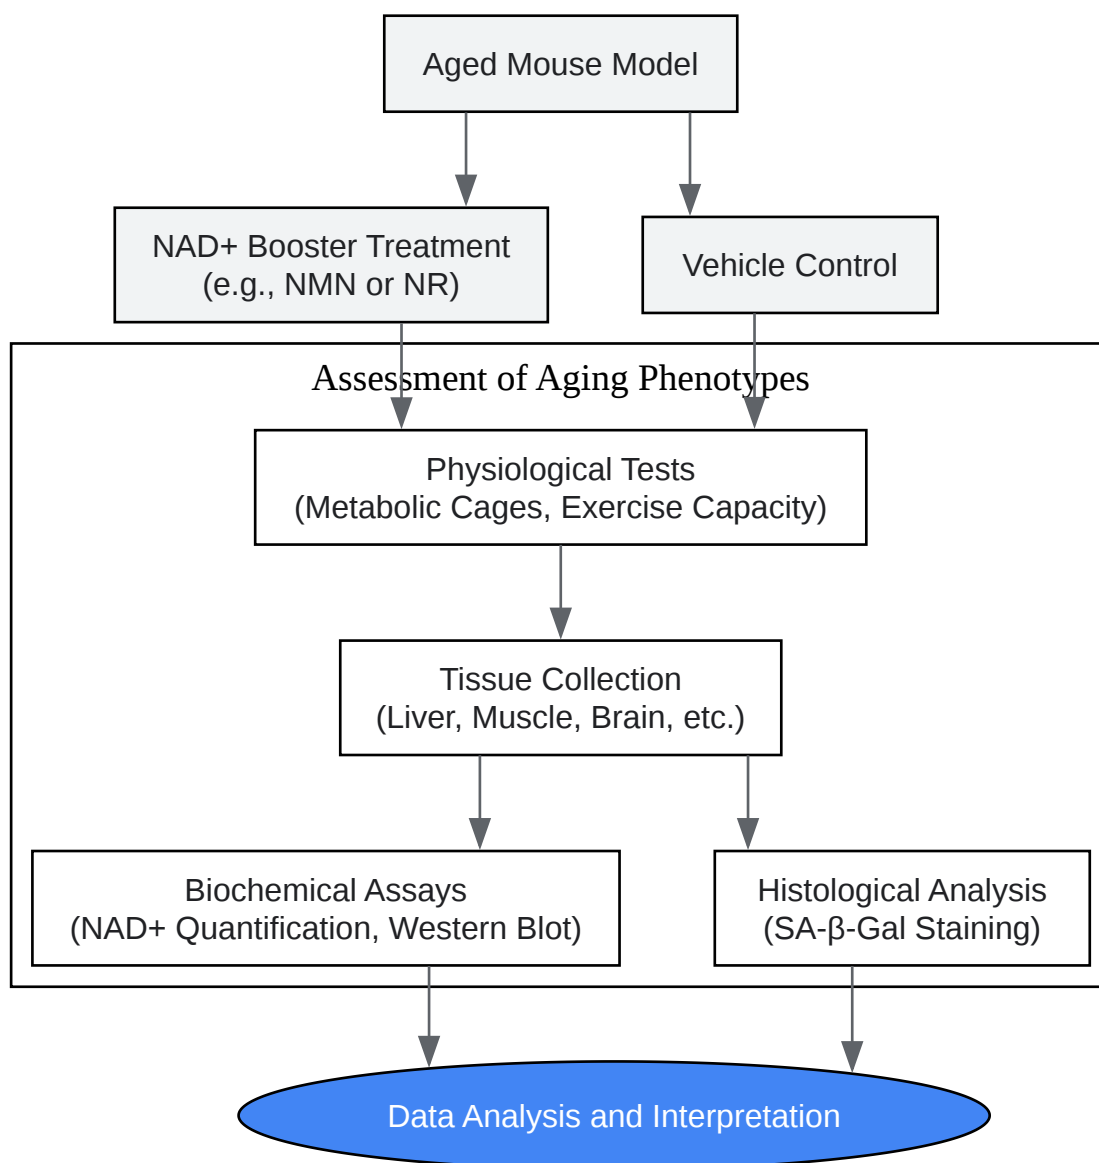 Aged Mouse Model
NAD+ Booster Treatment
(e.g., NMN or NR)
Vehicle Control
Assessment of Aging Phenotypes
Physiological Tests
(Metabolic Cages, Exercise Capacity)
Tissue Collection
(Liver, Muscle, Brain, etc.)
Biochemical Assays
(NAD+ Quantification, Western Blot)
Histological Analysis
(SA-β-Gal Staining)
Data Analysis and Interpretation